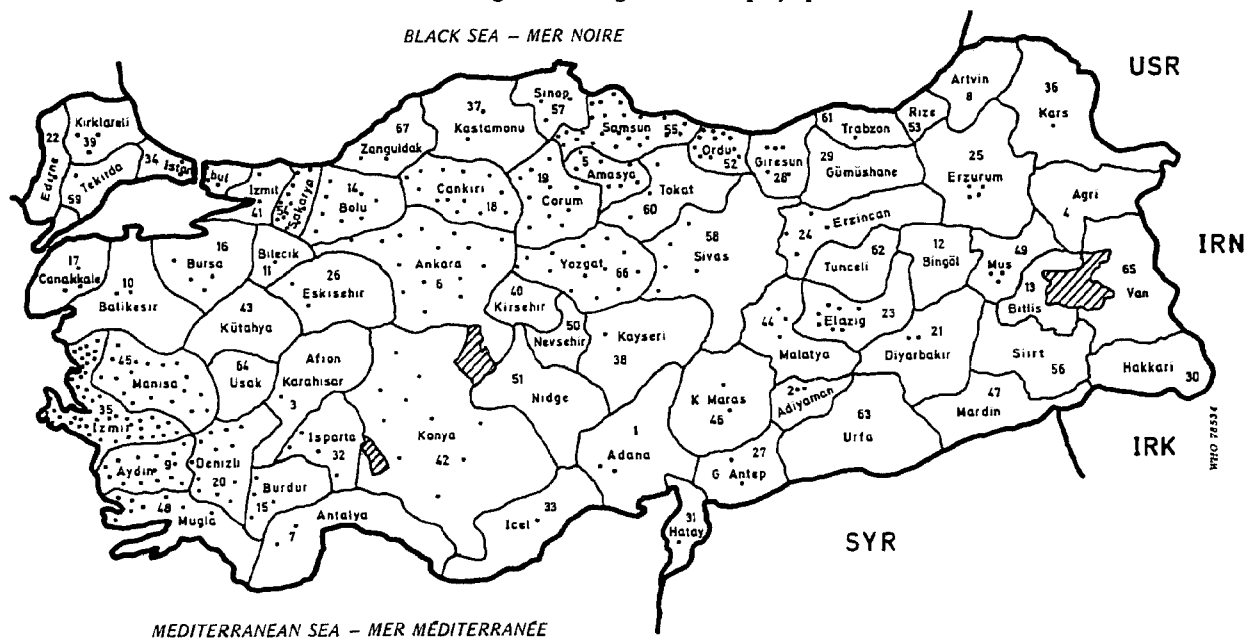 BLACK SEA – MER NOIRE
USR
Artvin
8
36
Kars
Sinop
57
37
Kastamonu
67
Zanguldak
Samsun 55
Ordu
52
Giresun
28
61
Trabzon
Rize
53
22
Edirne
Kırklareli
39
Tekirda
59
34 Istan
bul
Izmit
41
Sakarya
14
Bolu
Cankırı
18
19
Corum
5
Amasya
Tokat
60
29
Gümüshane
25
Erzurum
Agri
4
IRN
17
Canakkale
16
Bursa
Bilecik
11
26
Eskisehir
Ankara
6
Yozgat
66
58
Sivas
24 Erzincan
62
Tunceli
12
Bingöl
49
Mus
13
Bitlis
65
Van
10
Balikesir
43
Kütahya
40
Kirsehir
50
Nevsehir
Kayseri
38
44
Malatya
Elazig 23
21
Diyarbakır
Siirt
56
Hakkari 30
45
Manisa
64
Usak
Afıon
Karahisar
3
51
Nidge
K Maras
46
2
Adiyaman
63
Urfa
47
Mardin
35
Izmir
Isparta
32
Konya
42
1
Adana
27
G Antep
IRK
Aydin 9
Denizli
20
Burdur
15
48
Mugla
Antalya
7
Icel 33
31
Hatay
SYR
WHO 78534
MEDITERRANEAN SEA – MER MÉDITERRANÉE